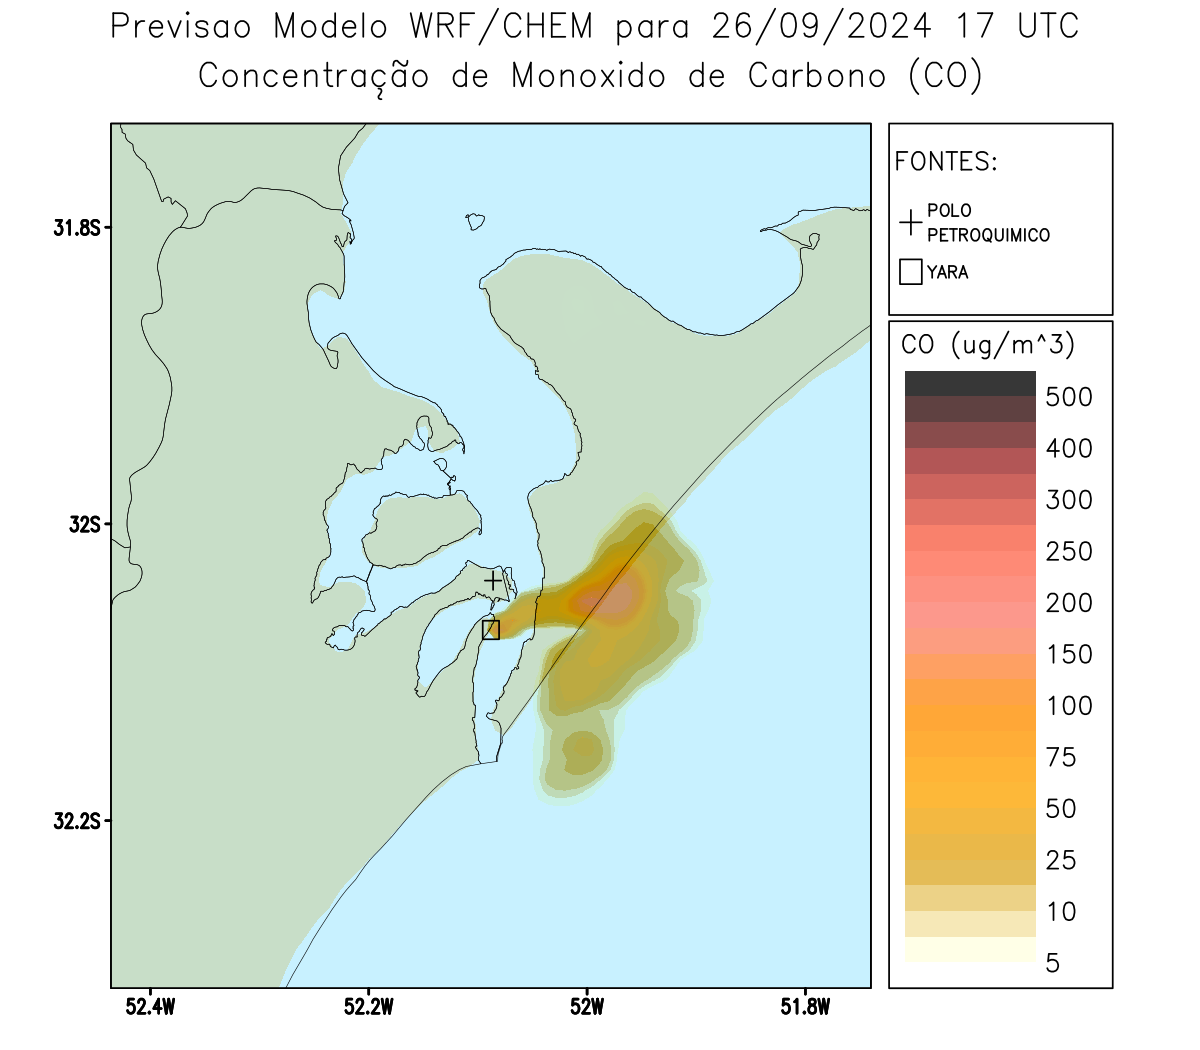 Previsao Modelo WRF/CHEM para 26/09/2024 17 UTC
Concentração de Monoxido de Carbono (CO)
FONTES:
POLO
PETROQUIMICO
YARA
CO (ug/m^3)
500
400
300
250
200
150
100
75
50
25
10
5
31.8S
32S
32.2S
52.4W
52.2W
52W
51.8W